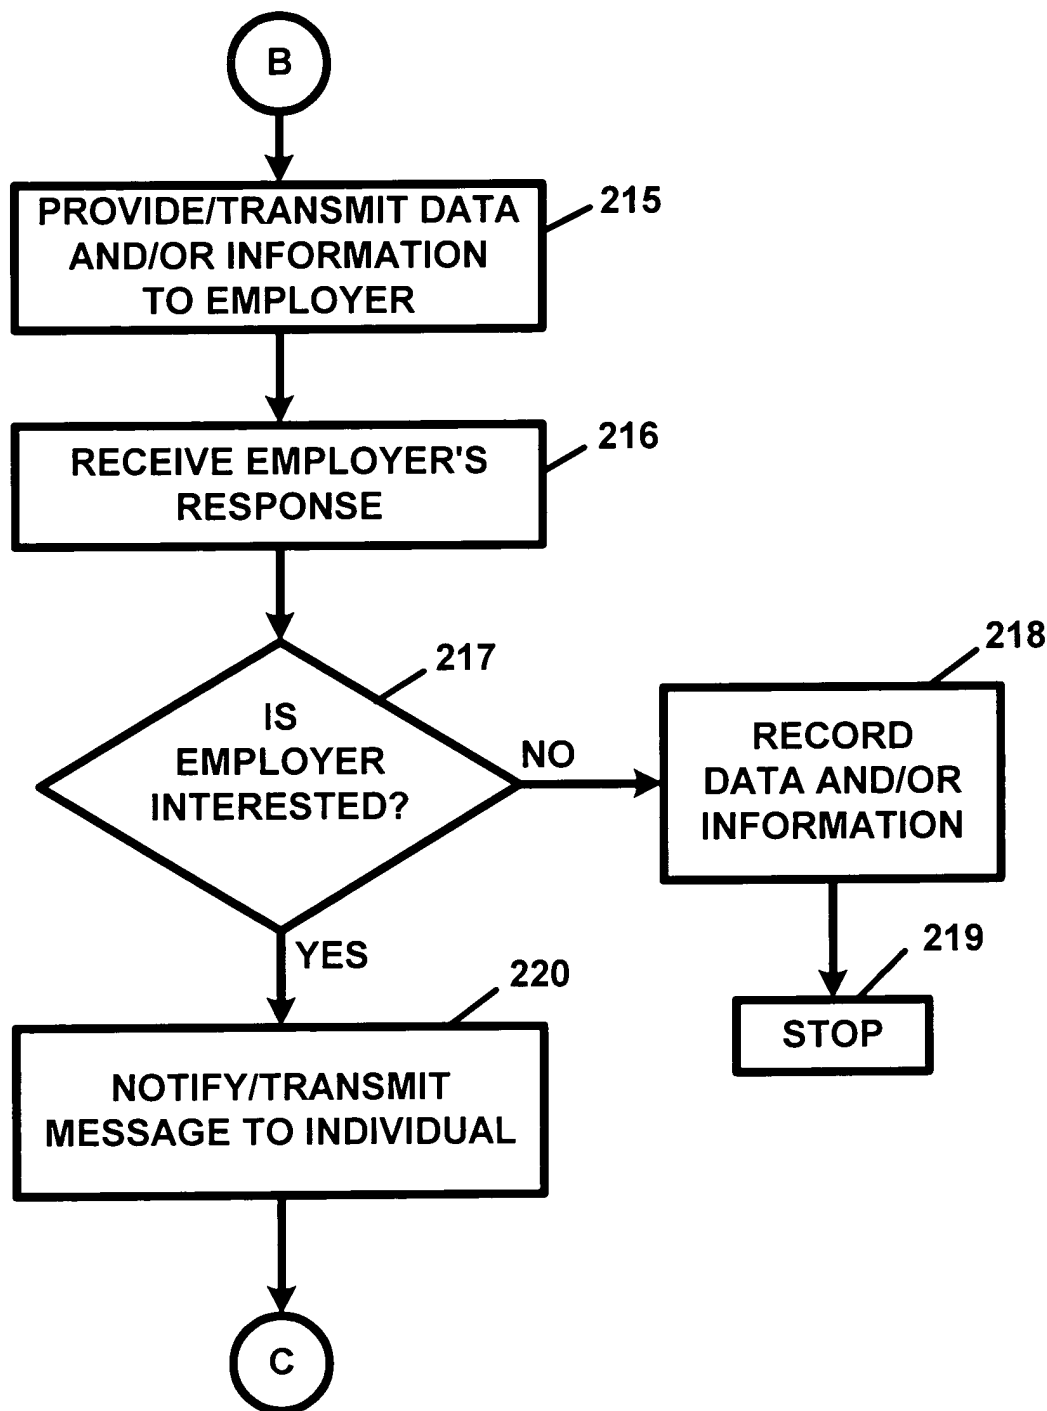 B
PROVIDE/TRANSMIT DATA
AND/OR INFORMATION
TO EMPLOYER
215
RECEIVE EMPLOYER'S
RESPONSE
216
IS
EMPLOYER
INTERESTED?
217
NO
218
RECORD
DATA AND/OR
INFORMATION
219
STOP
YES
220
NOTIFY/TRANSMIT
MESSAGE TO INDIVIDUAL
C